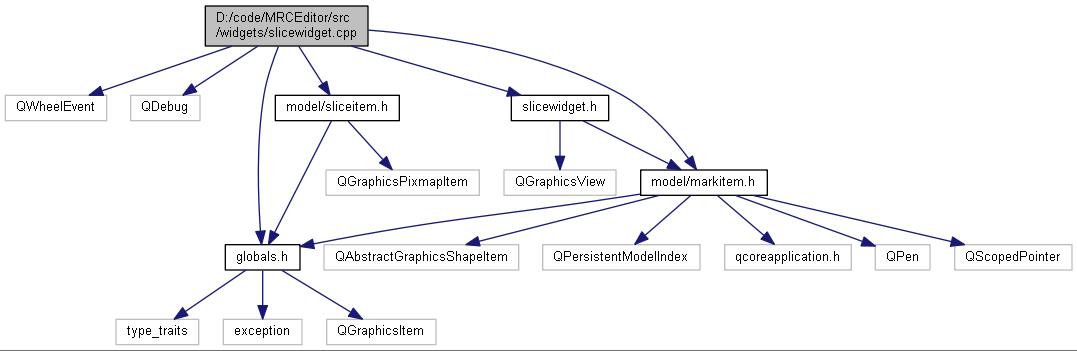 D:/code/MRCEditor/src
/widgets/slicewidget.cpp
QWheelEvent
QDebug
model/sliceitem.h
slicewidget.h
QGraphicsPixmapItem
QGraphicsView
model/markitem.h
globals.h
QAbstractGraphicsShapeItem
QPersistentModelIndex
qcoreapplication.h
QPen
QScopedPointer
type_traits
exception
QGraphicsItem